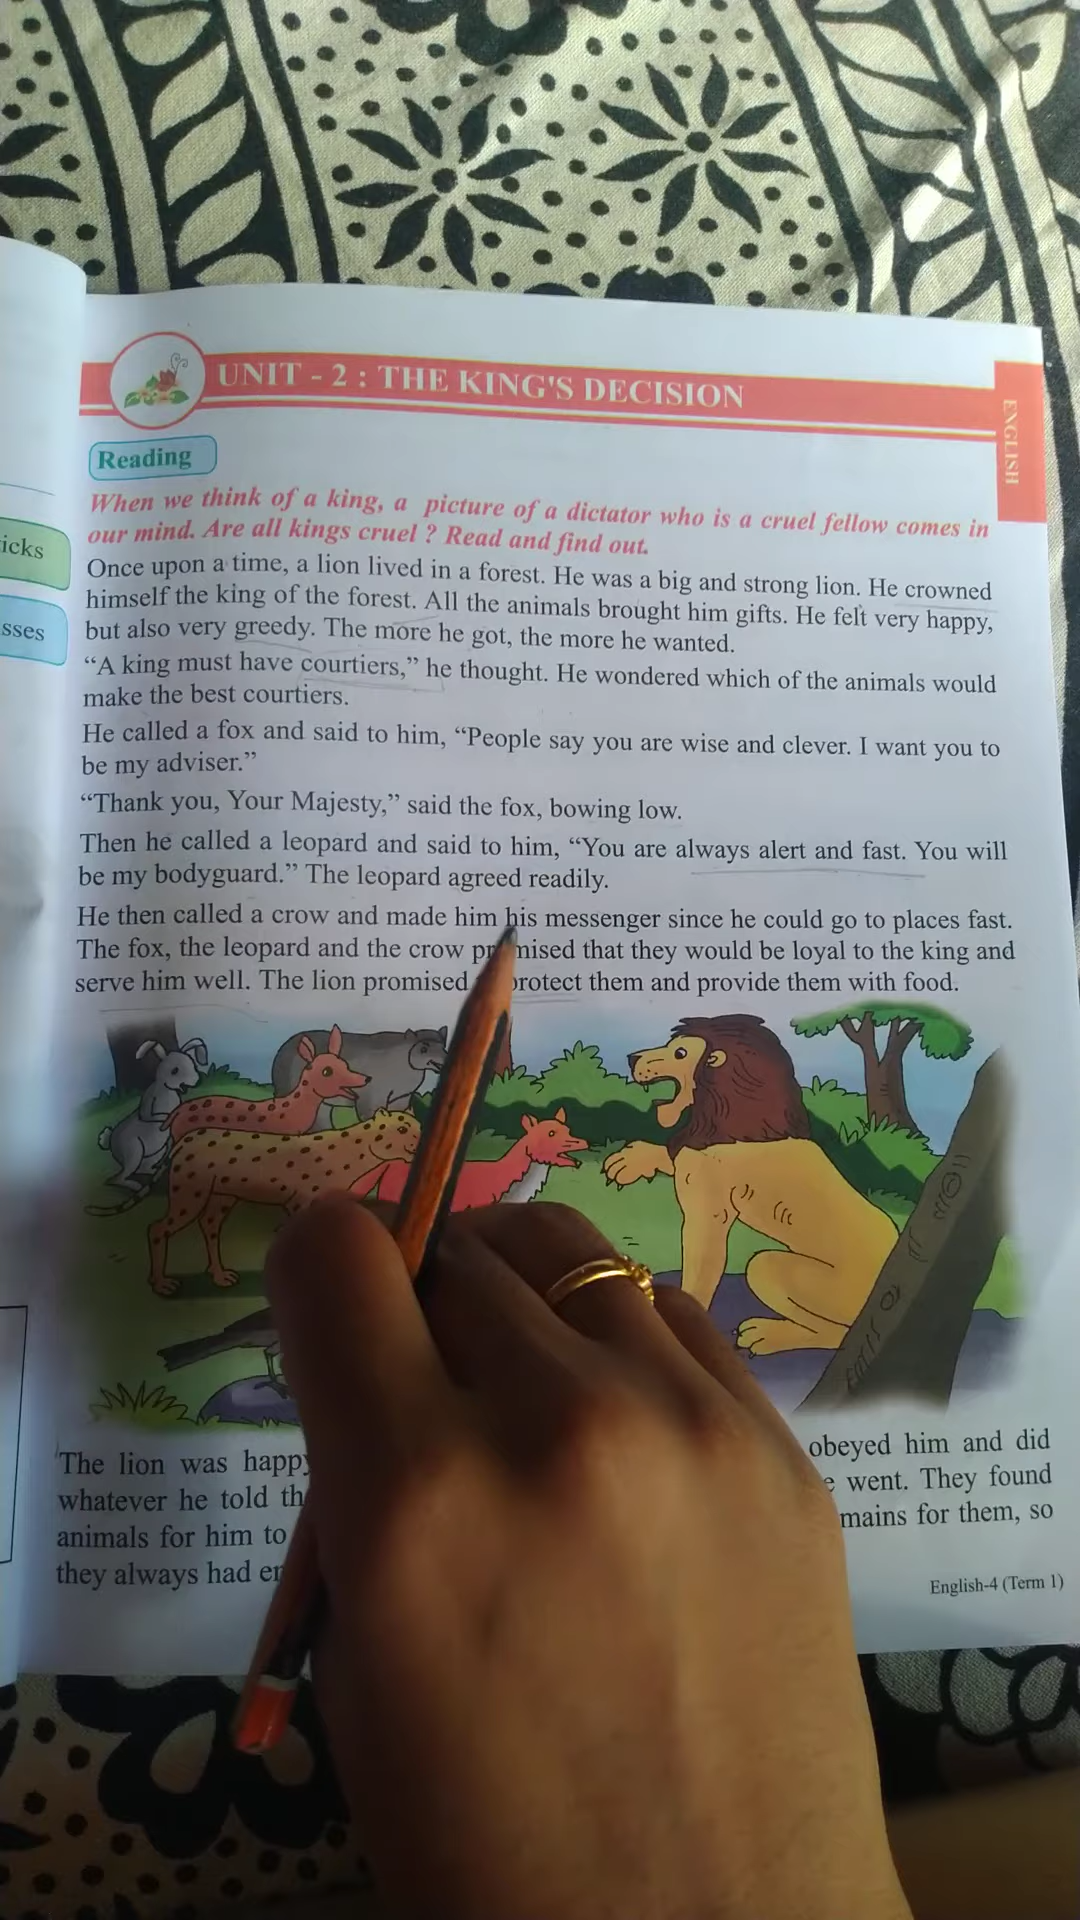 UNIT - 2 : THE KING'S DECISION
ENGLISH
Reading
When we think of a king, a picture of a dictator who is a cruel fellow comes in
our mind. Are all kings cruel ? Read and find out.
icks
sses
Once upon a time, a lion lived in a forest. He was a big and strong lion. He crowned
himself the king of the forest. All the animals brought him gifts. He felt very happy,
but also very greedy. The more he got, the more he wanted.
“A king must have courtiers,” he thought. He wondered which of the animals would
make the best courtiers.
He called a fox and said to him, “People say you are wise and clever. I want you to
be my adviser.”
“Thank you, Your Majesty,” said the fox, bowing low.
Then he called a leopard and said to him, “You are always alert and fast. You will
be my bodyguard.” The leopard agreed readily.
He then called a crow and made him his messenger since he could go to places fast.
The fox, the leopard and the crow promised that they would be loyal to the king and
serve him well. The lion promised protect them and provide them with food.
The lion was happy obeyed him and did
whatever he told went. They found
animals for him to mains for them, so
they always had
English-4 (Term 1)